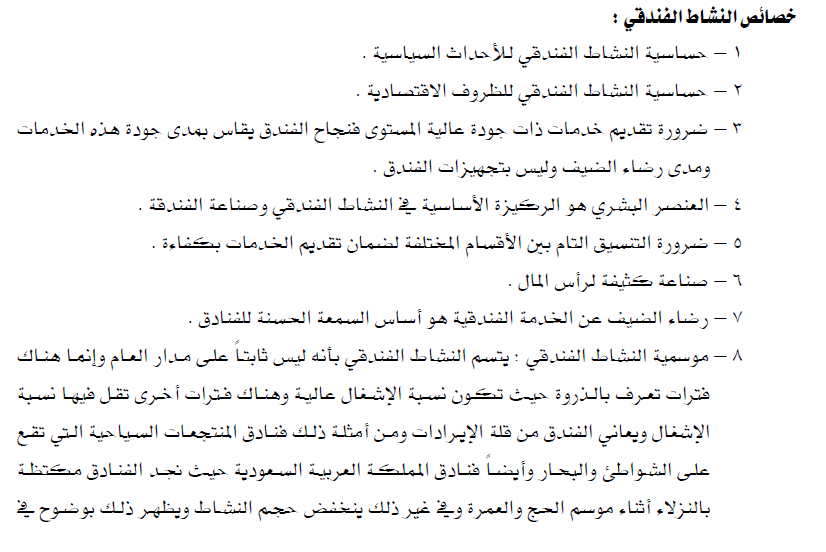 خصائص النشاط الفندقي :
١ – حساسية النشاط الفندقي للأحداث السياسية .
٢ – حساسية النشاط الفندقي للظروف الاقتصادية .
٣ – ضرورة تقديم خدمات ذات جودة عالية المستوى فنجاح الفندق يقاس بمدى جودة هذه الخدمات
ومدى رضاء الضيف وليس بتجهيزات الفندق .
٤ – العنصر البشري هو الركيزة الأساسية في النشاط الفندقي وصناعة الفندقة .
٥ – ضرورة التنسيق التام بين الأقسام المختلفة لضمان تقديم الخدمات بكفاءة .
٦ – صناعة كثيفة لرأس المال .
٧ – رضاء الضيف عن الخدمة الفندقية هو أساس السمعة الحسنة للفنادق .
٨ – موسمية النشاط الفندقي : يتسم النشاط الفندقي بأنه ليس ثابتاً على مدار العام وإنما هناك
فترات تعرف بالذروة حيث تكون نسبة الإشغال عالية وهناك فترات أخرى تقل فيها نسبة
الإشغال ويعاني الفندق من قلة الإيرادات ومن أمثلة ذلك فنادق المنتجعات السياحية التي تقع
على الشواطئ والبحار وأيضاً فنادق المملكة العربية السعودية حيث نجد الفنادق مكتظة
بالنزلاء أثناء موسم الحج والعمرة وفي غير ذلك ينخفض حجم النشاط ويظهر ذلك بوضوح في